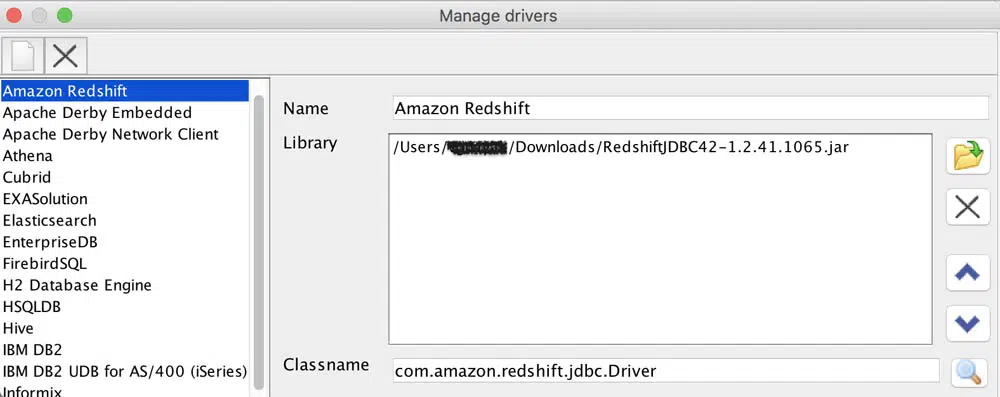 Manage drivers
Amazon Redshift
Apache Derby Embedded
Apache Derby Network Client
Athena
Cubrid
EXASolution
Elasticsearch
EnterpriseDB
FirebirdSQL
H2 Database Engine
HSQLDB
Hive
IBM DB2
IBM DB2 UDB for AS/400 (iSeries)
Informix
Name
Amazon Redshift
Library
/Users/ /Downloads/RedshiftJDBC42-1.2.41.1065.jar
Classname
com.amazon.redshift.jdbc.Driver